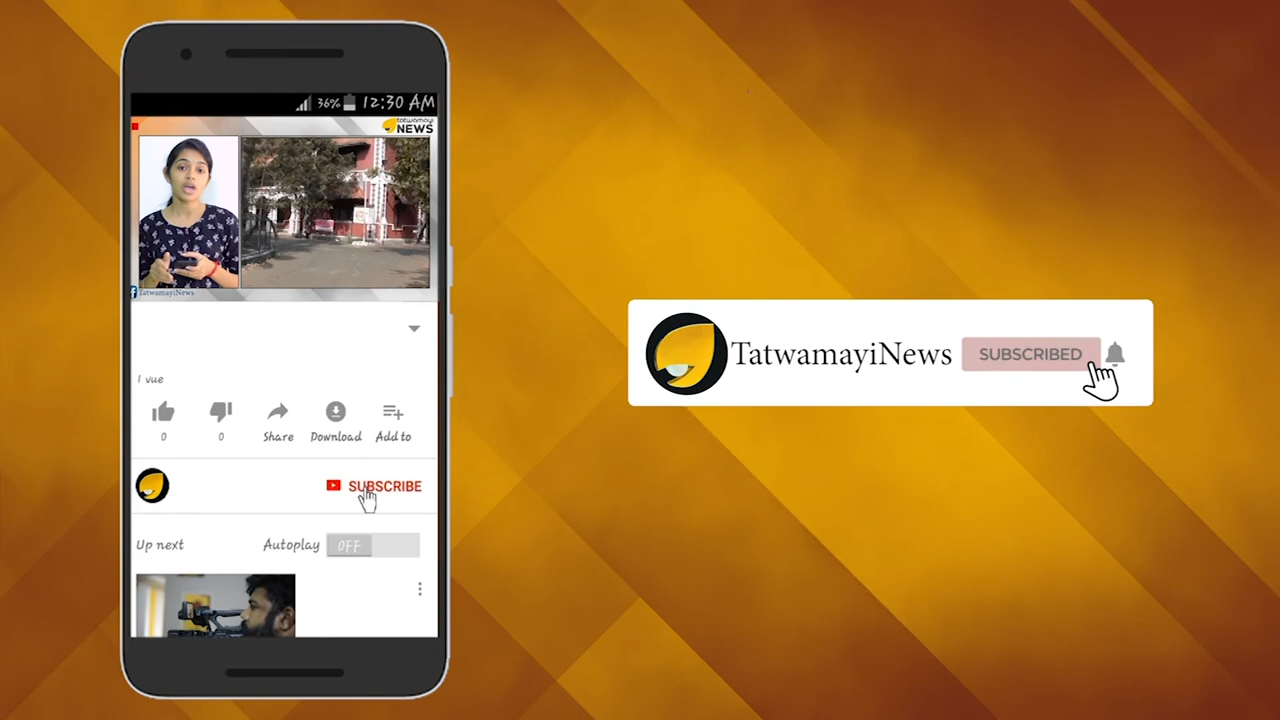 36% 12:30 AM
tatwamayi
NEWS
TatwamayiNews
1 vue
0 0 Share Download Add to
SUBSCRIBE
Up next Autoplay OFF
TatwamayiNews SUBSCRIBED